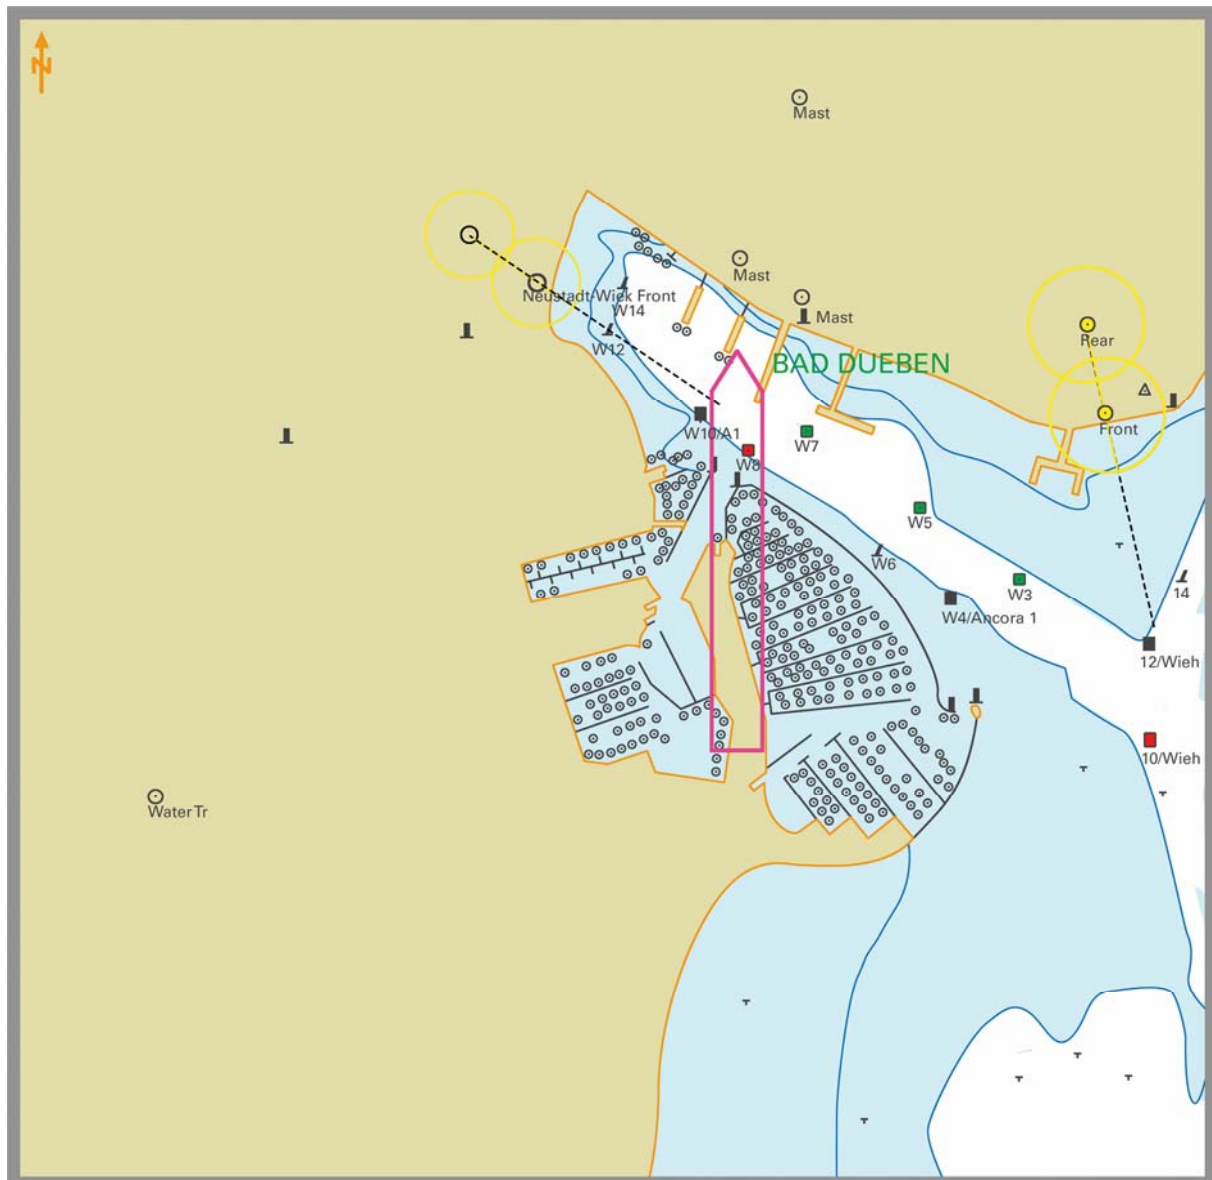 N
Mast
Mast
Neustadt-Wiek Front
W14
Mast
W12
Rear
BAD DUEBEN
Front
W10/A1
W7
W8
W5
W6
W3
14
W4/Ancora 1
12/Wieh
10/Wieh
Water Tr